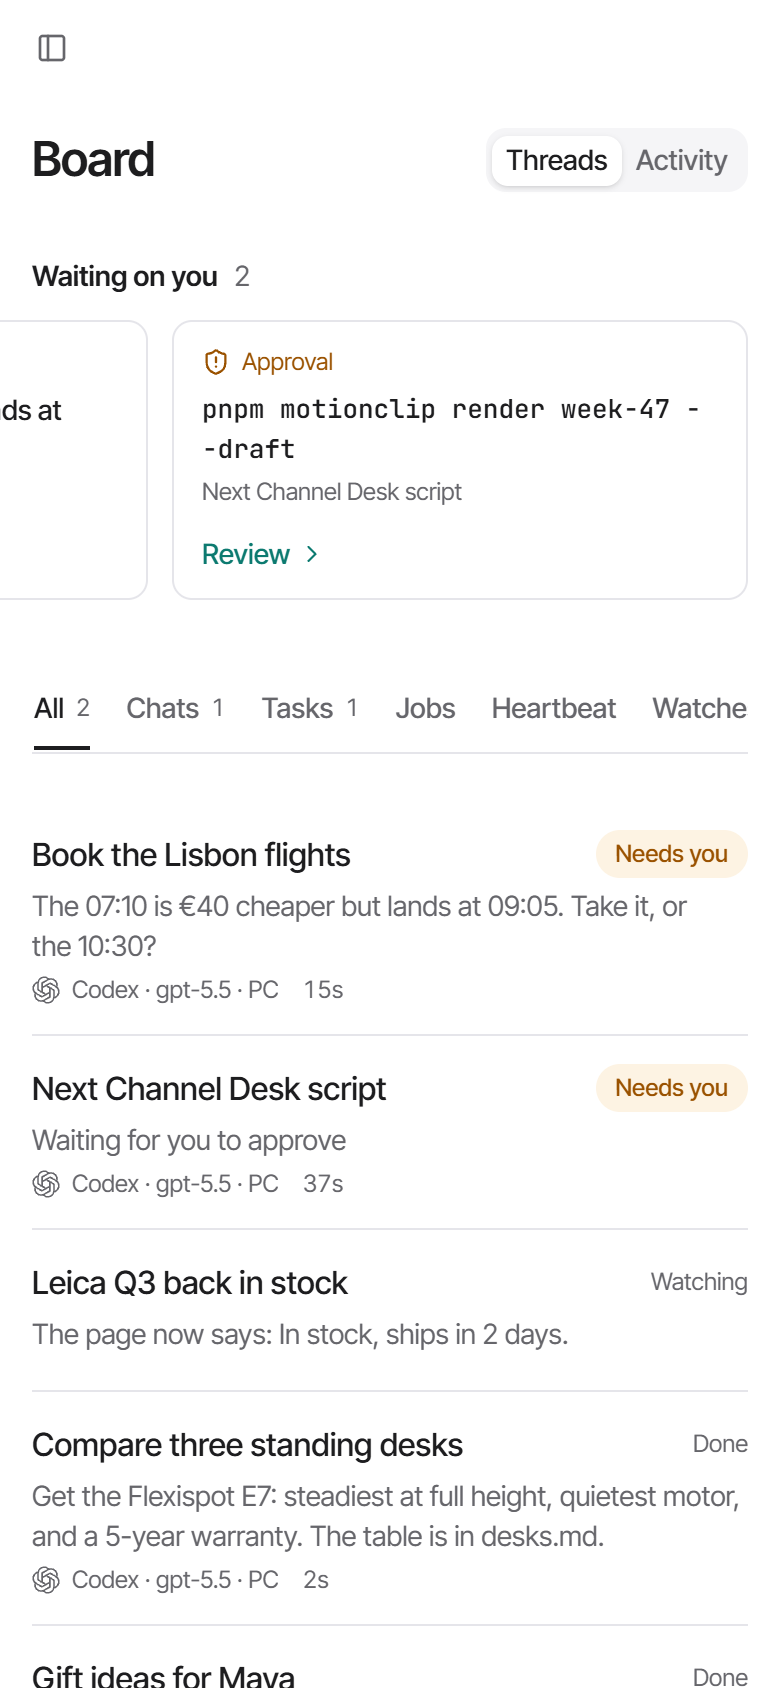 Board
Threads Activity
Waiting on you 2
ds at
Approval
pnpm motionclip render week-47 -
-draft
Next Channel Desk script
Review
All 2 Chats 1 Tasks 1 Jobs Heartbeat Watche
Book the Lisbon flights Needs you
The 07:10 is €40 cheaper but lands at 09:05. Take it, or
the 10:30?
Codex · gpt-5.5 · PC 15s
Next Channel Desk script Needs you
Waiting for you to approve
Codex · gpt-5.5 · PC 37s
Leica Q3 back in stock Watching
The page now says: In stock, ships in 2 days.
Compare three standing desks Done
Get the Flexispot E7: steadiest at full height, quietest motor,
and a 5-year warranty. The table is in desks.md.
Codex · gpt-5.5 · PC 2s
Gift ideas for Maya Done